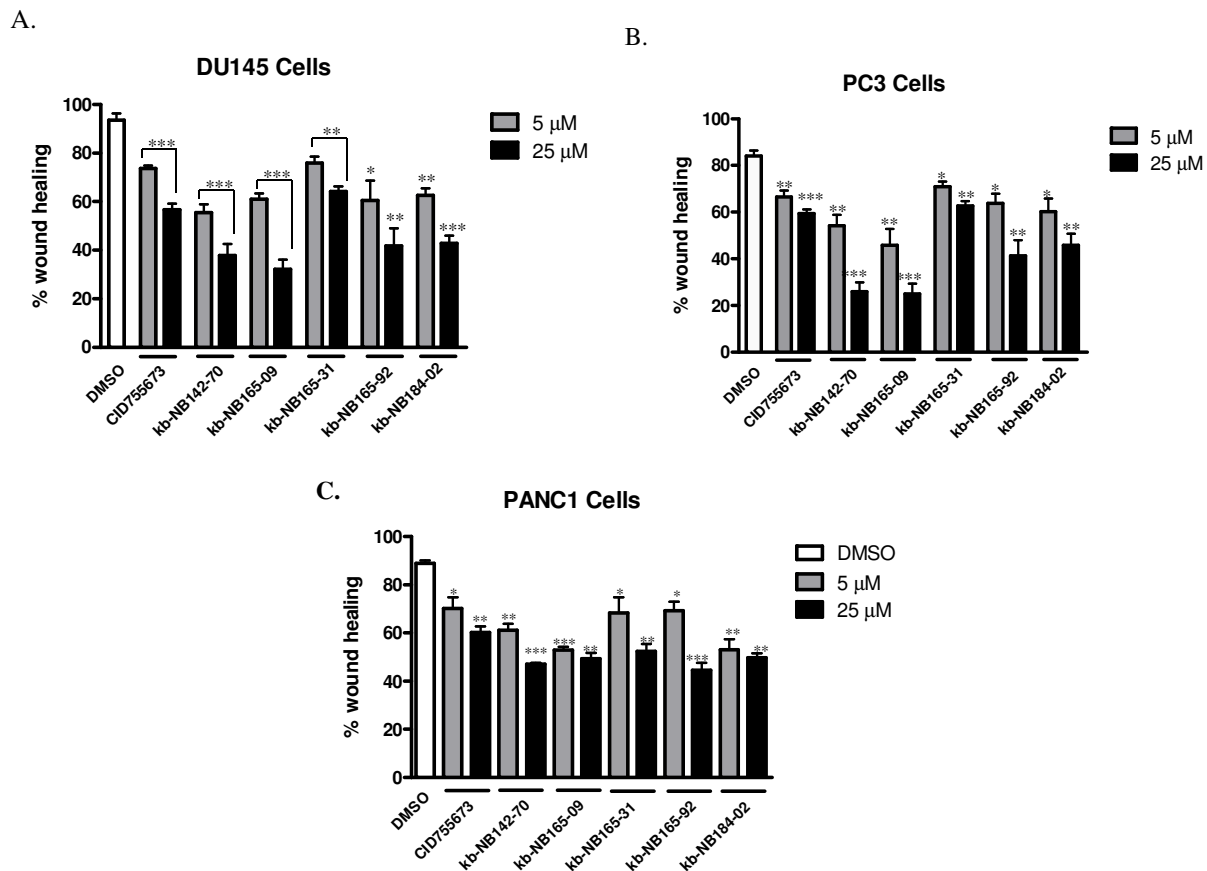 A.
DU145 Cells
% wound healing
100
80
60
40
20
0
***
***
***
**
*
**
**
***
5 μM
25 μM
DMSO
CID755673
kb-NB142-70
kb-NB165-09
kb-NB165-31
kb-NB165-92
kb-NB184-02
B.
PC3 Cells
% wound healing
100
80
60
40
20
0
**
***
**
***
**
***
*
**
*
**
*
**
5 μM
25 μM
DMSO
CID755673
kb-NB142-70
kb-NB165-09
kb-NB165-31
kb-NB165-92
kb-NB184-02
C.
PANC1 Cells
% wound healing
100
80
60
40
20
0
*
**
**
***
***
**
*
**
*
***
**
**
DMSO
5 μM
25 μM
DMSO
CID755673
kb-NB142-70
kb-NB165-09
kb-NB165-31
kb-NB165-92
kb-NB184-02